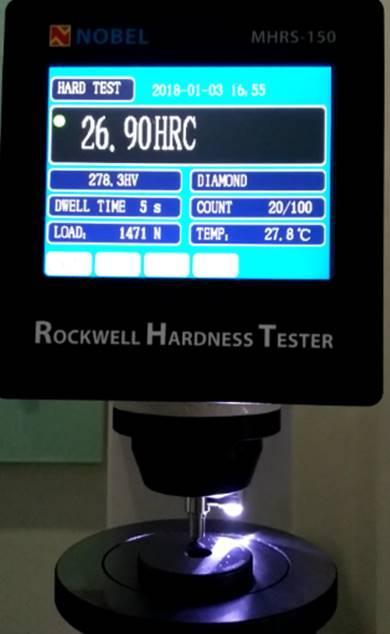 NOBEL MHRS-150
HARD TEST 2018-01-03 16,55
26.90HRC
278.3HV DIAMOND
DWELL TIME 5 s COUNT 20/100
LOAD: 1471 N TEMP: 27.8℃
ROCKWELL HARDNESS TESTER